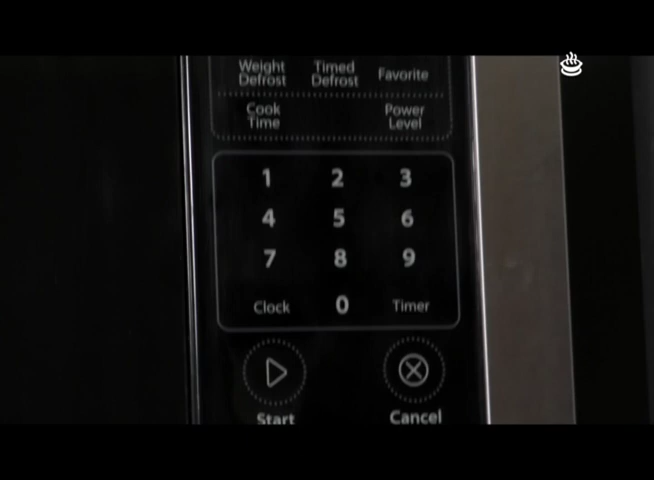 Weight Defrost
Timed Defrost
Favorite
Cook Time
Power Level
1 2 3
4 5 6
7 8 9
Clock 0 Timer
Start Cancel